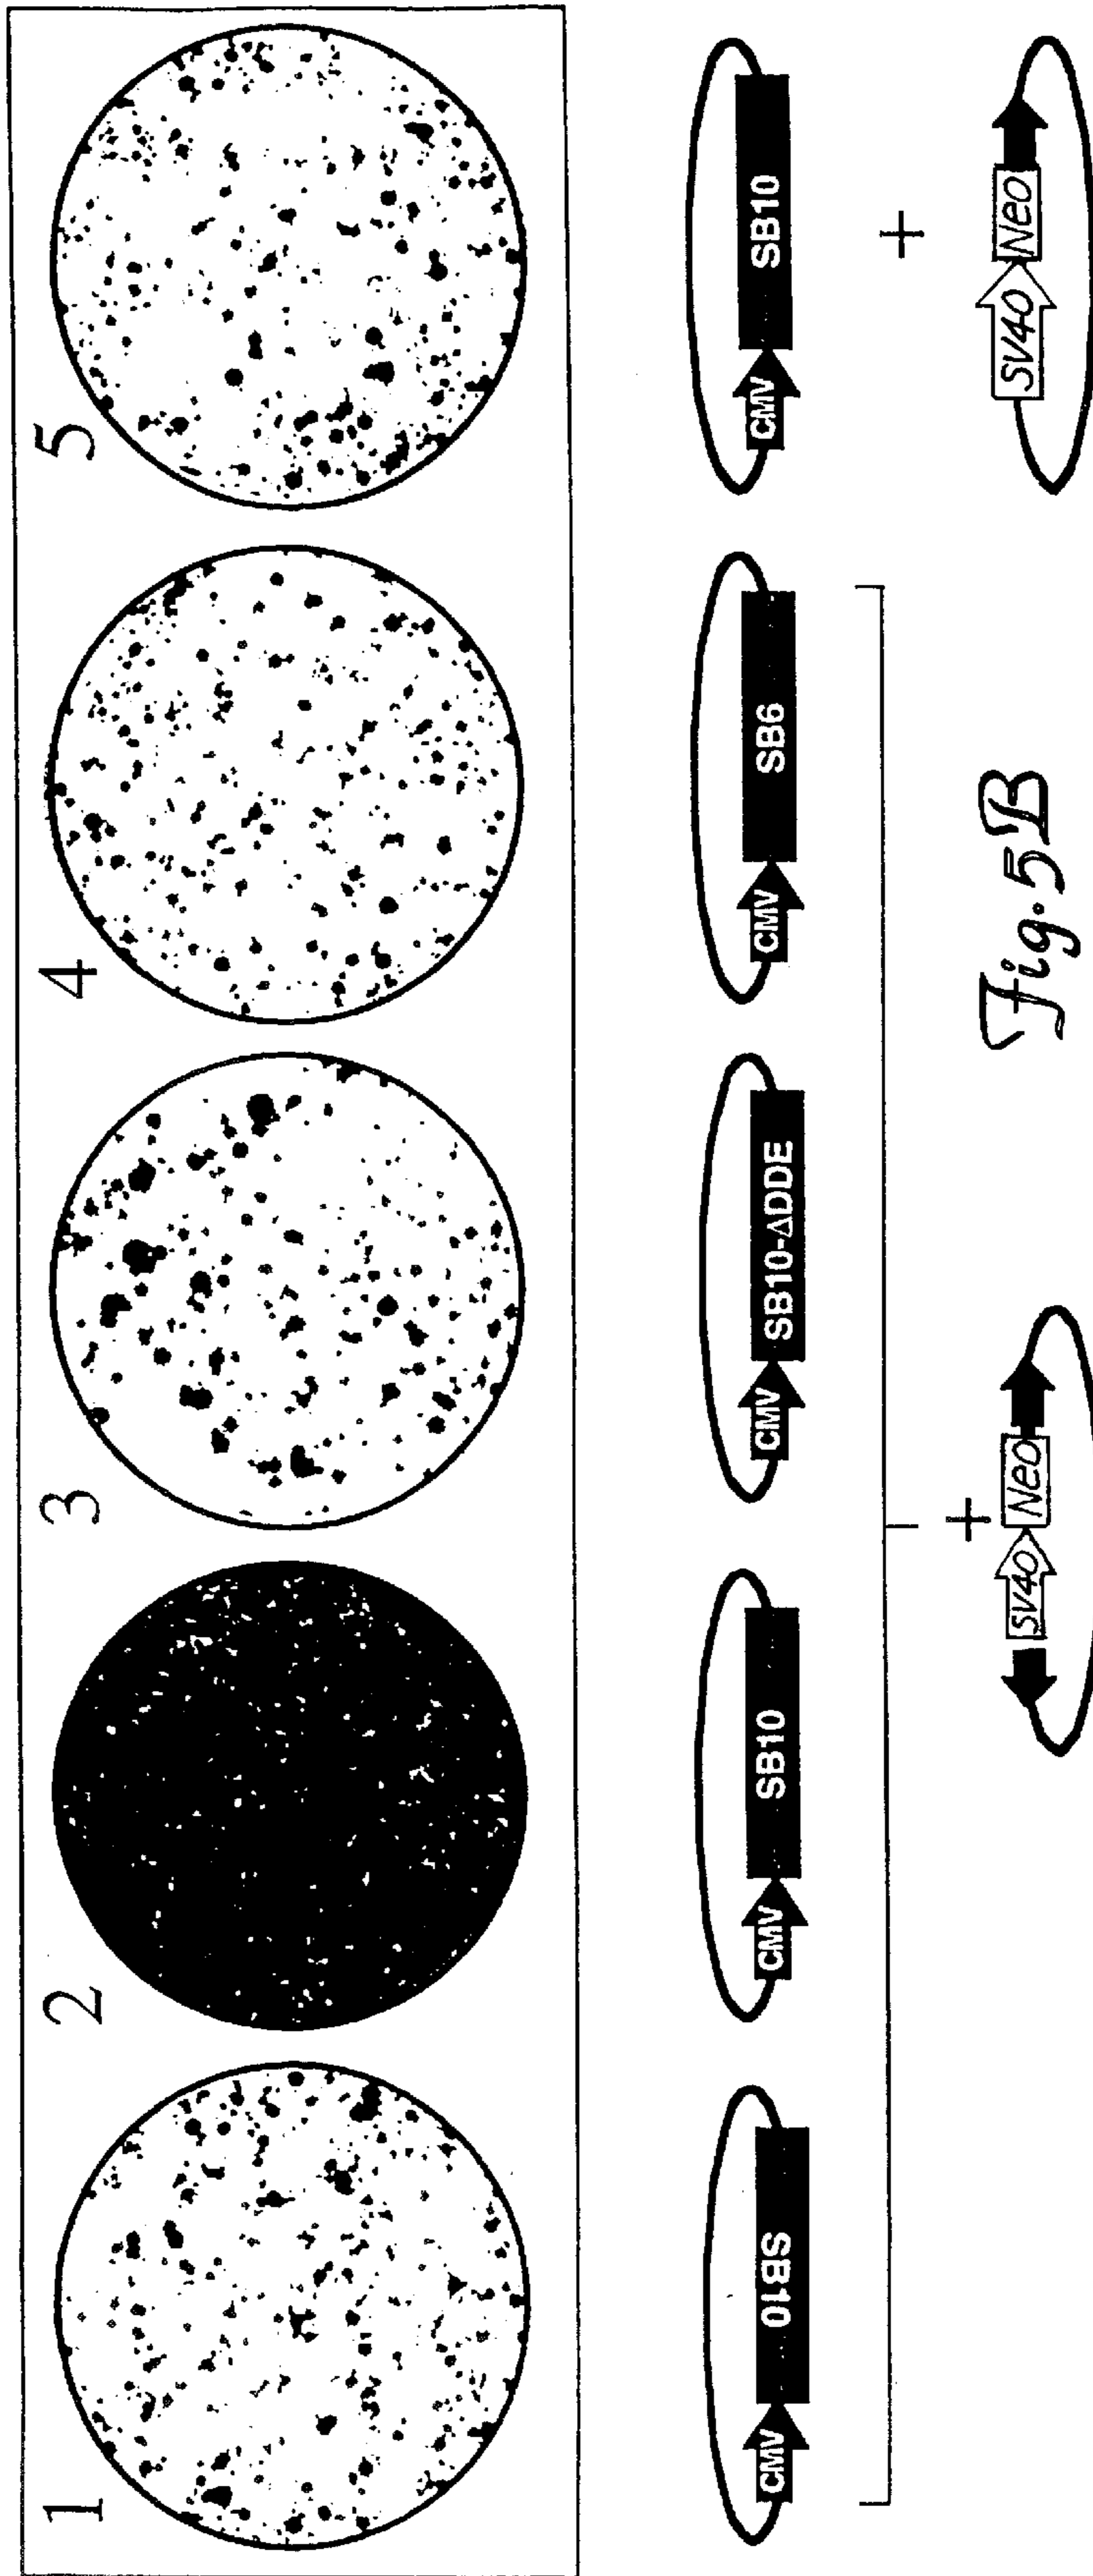 1 2 3 4 5
CMV SB10 CMV SB10 CMV SB10-ΔDDE CMV SB6 CMV SB10
+ +
SV40 Neo SV40 Neo
Fig. 5B